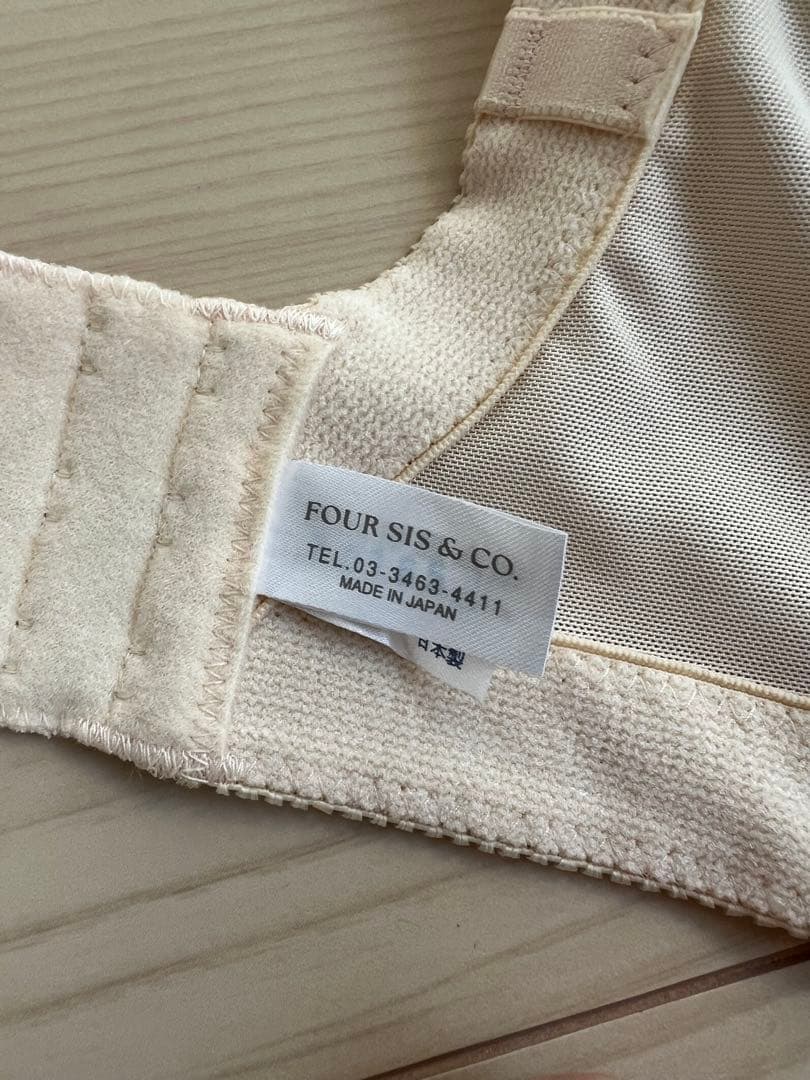 FOUR SIS & CO.
TEL.03-3463-4411
MADE IN JAPAN
日本製